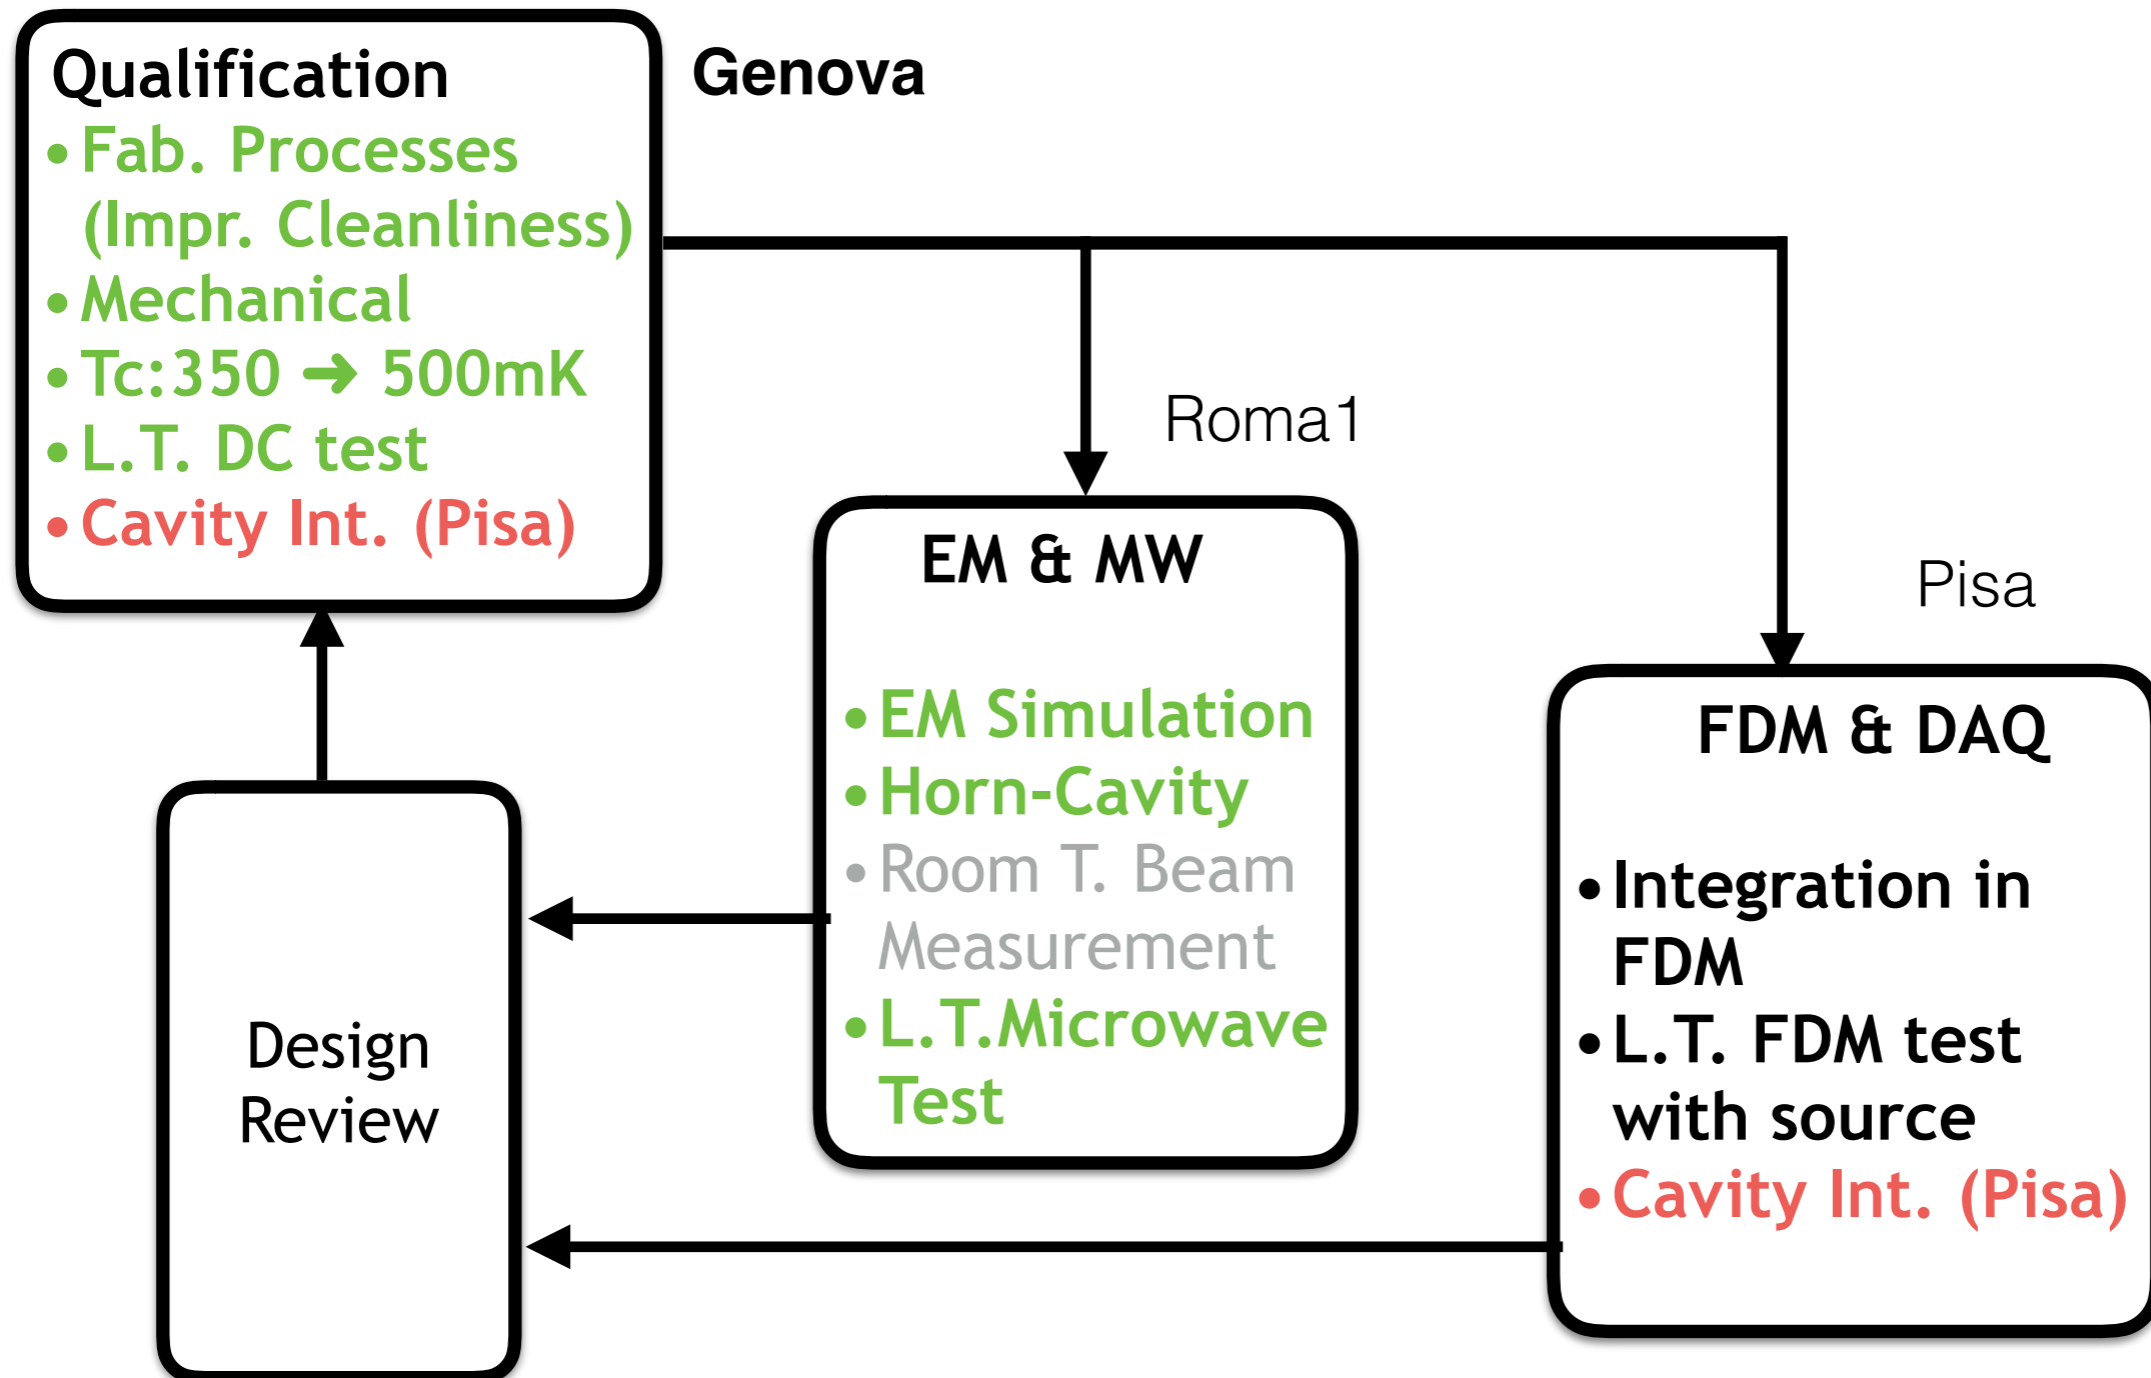 Qualification
• Fab. Processes
(Impr. Cleanliness)
• Mechanical
• Tc:350 ➜ 500mK
• L.T. DC test
• Cavity Int. (Pisa)
Genova
Roma1
EM & MW
• EM Simulation
• Horn-Cavity
• Room T. Beam
Measurement
• L.T.Microwave
Test
Pisa
FDM & DAQ
• Integration in
FDM
• L.T. FDM test
with source
• Cavity Int. (Pisa)
Design
Review